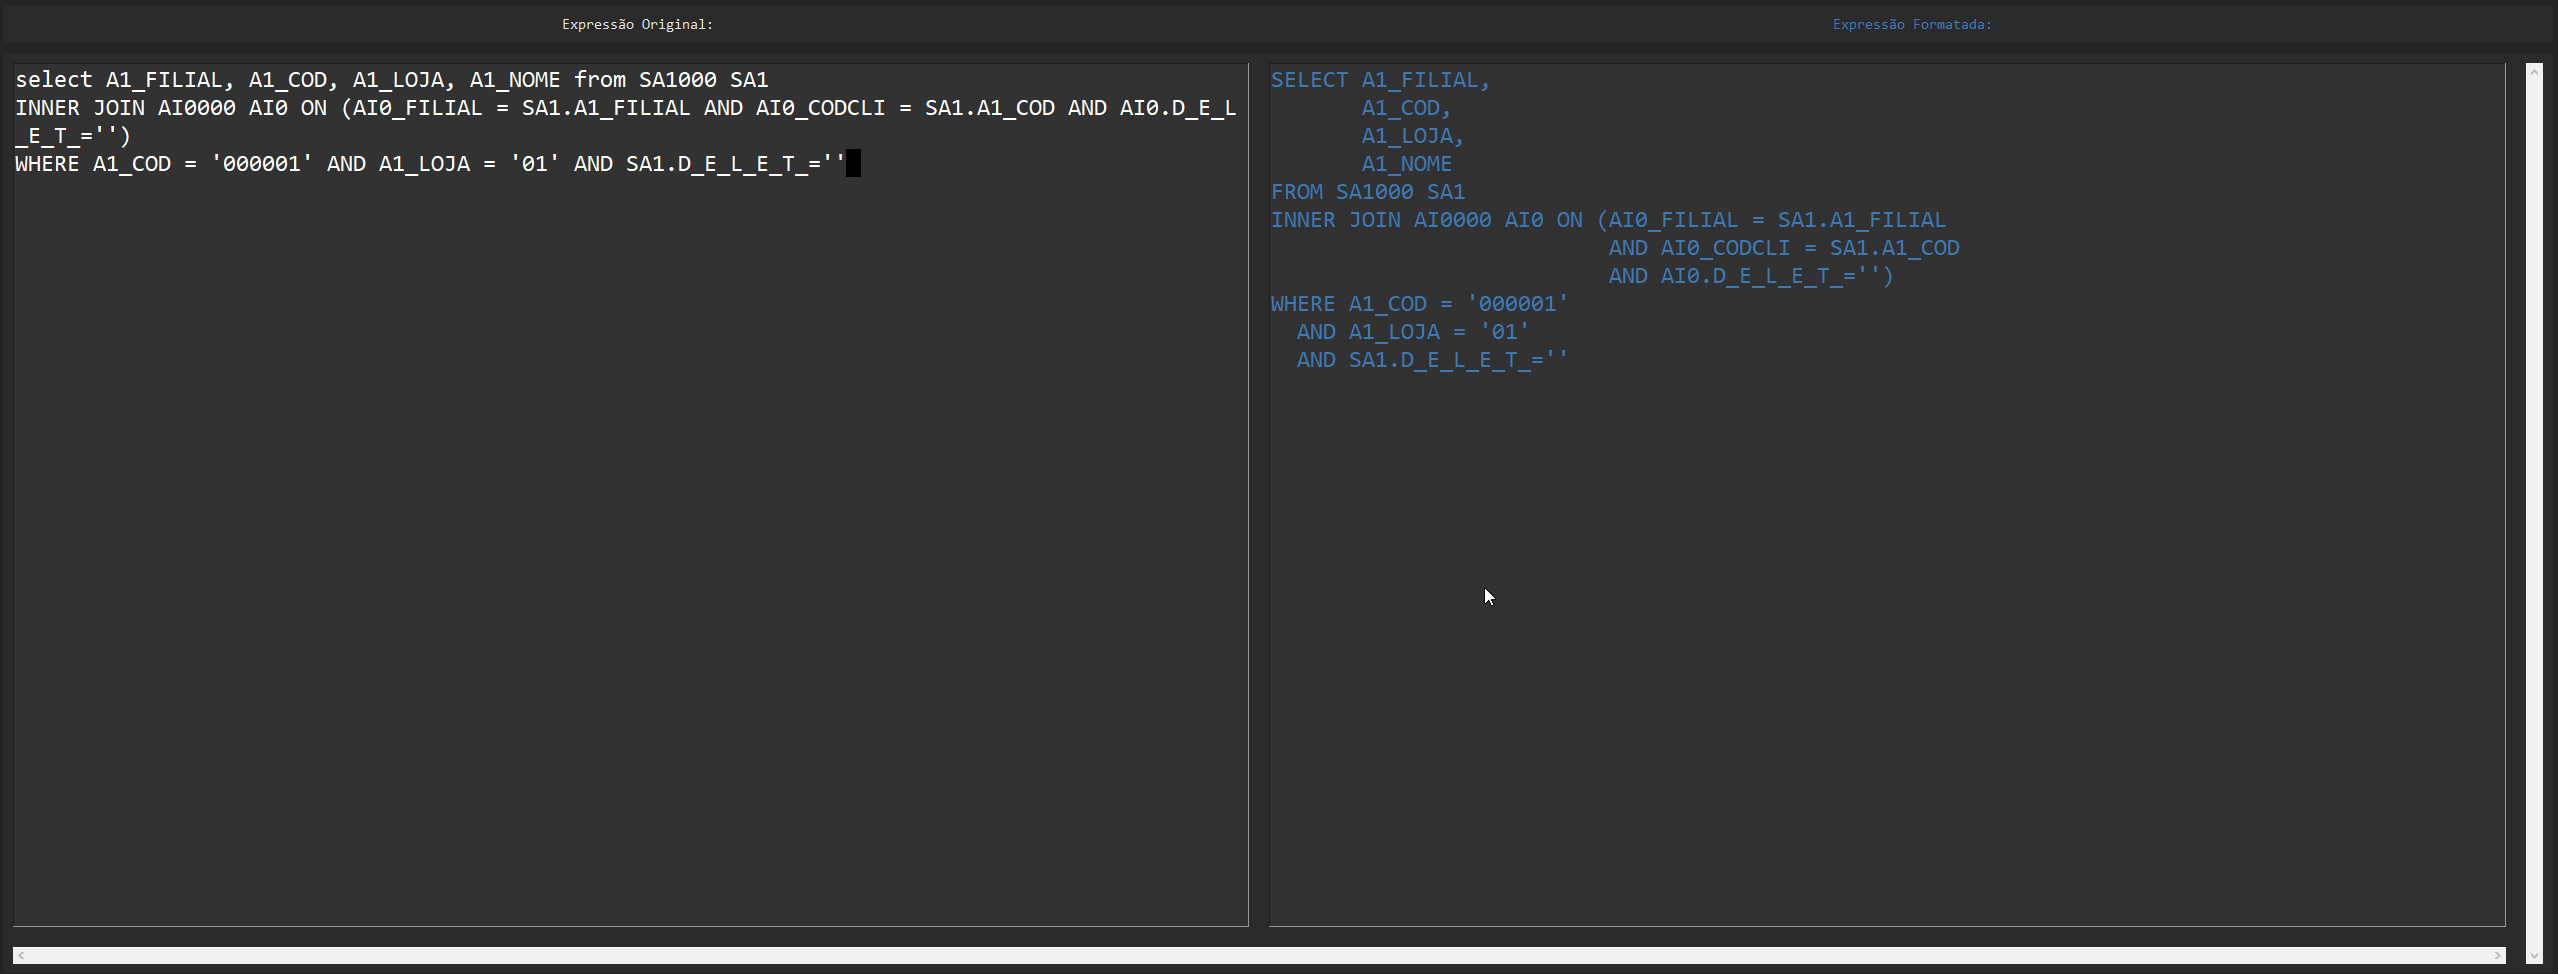 Expressão Original:
Expressão Formatada:
select A1_FILIAL, A1_COD, A1_LOJA, A1_NOME from SA1000 SA1
INNER JOIN AI0000 AI0 ON (AI0_FILIAL = SA1.A1_FILIAL AND AI0_CODCLI = SA1.A1_COD AND AI0.D_E_L
_E_T_='')
WHERE A1_COD = '000001' AND A1_LOJA = '01' AND SA1.D_E_L_E_T_=''
SELECT A1_FILIAL,
       A1_COD,
       A1_LOJA,
       A1_NOME
FROM SA1000 SA1
INNER JOIN AI0000 AI0 ON (AI0_FILIAL = SA1.A1_FILIAL
                          AND AI0_CODCLI = SA1.A1_COD
                          AND AI0.D_E_L_E_T_='')
WHERE A1_COD = '000001'
  AND A1_LOJA = '01'
  AND SA1.D_E_L_E_T_=''